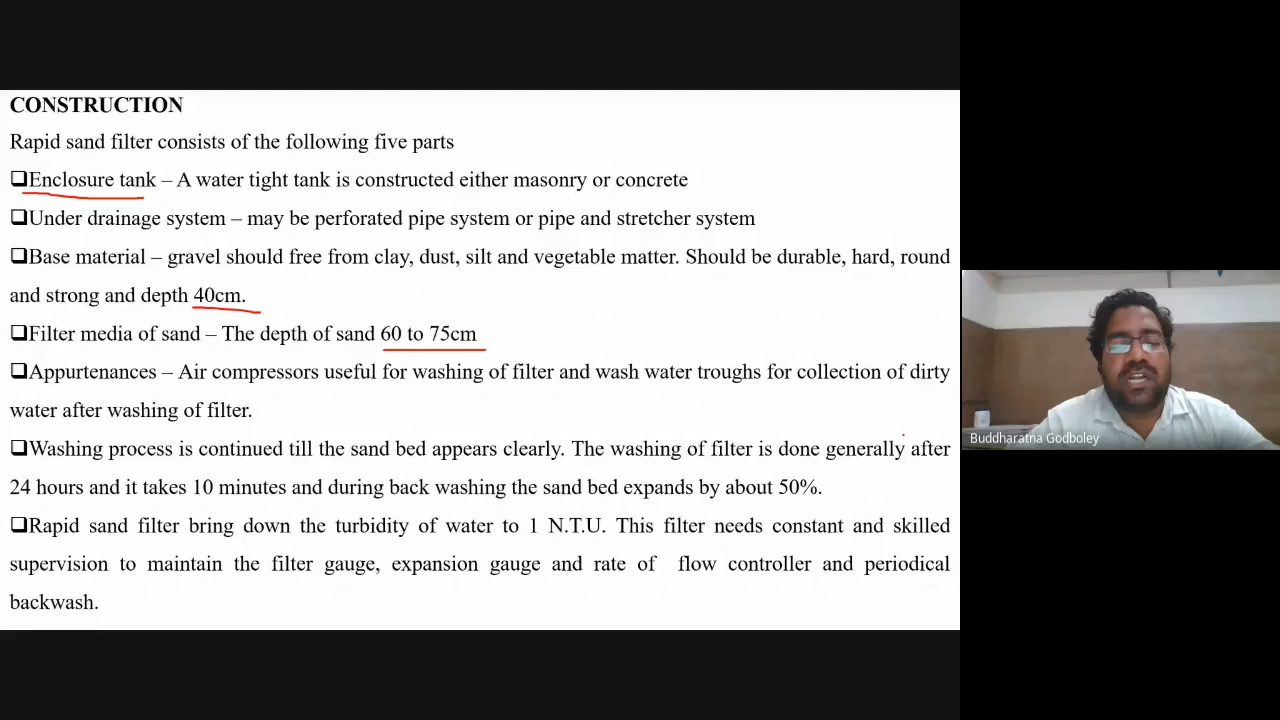 CONSTRUCTION
Rapid sand filter consists of the following five parts
❑Enclosure tank – A water tight tank is constructed either masonry or concrete
❑Under drainage system – may be perforated pipe system or pipe and stretcher system
❑Base material – gravel should free from clay, dust, silt and vegetable matter. Should be durable, hard, round
and strong and depth 40cm.
❑Filter media of sand – The depth of sand 60 to 75cm
❑Appurtenances – Air compressors useful for washing of filter and wash water troughs for collection of dirty
water after washing of filter.
❑Washing process is continued till the sand bed appears clearly. The washing of filter is done generally after
24 hours and it takes 10 minutes and during back washing the sand bed expands by about 50%.
❑Rapid sand filter bring down the turbidity of water to 1 N.T.U. This filter needs constant and skilled
supervision to maintain the filter gauge, expansion gauge and rate of flow controller and periodical
backwash.
Buddharatna Godboley